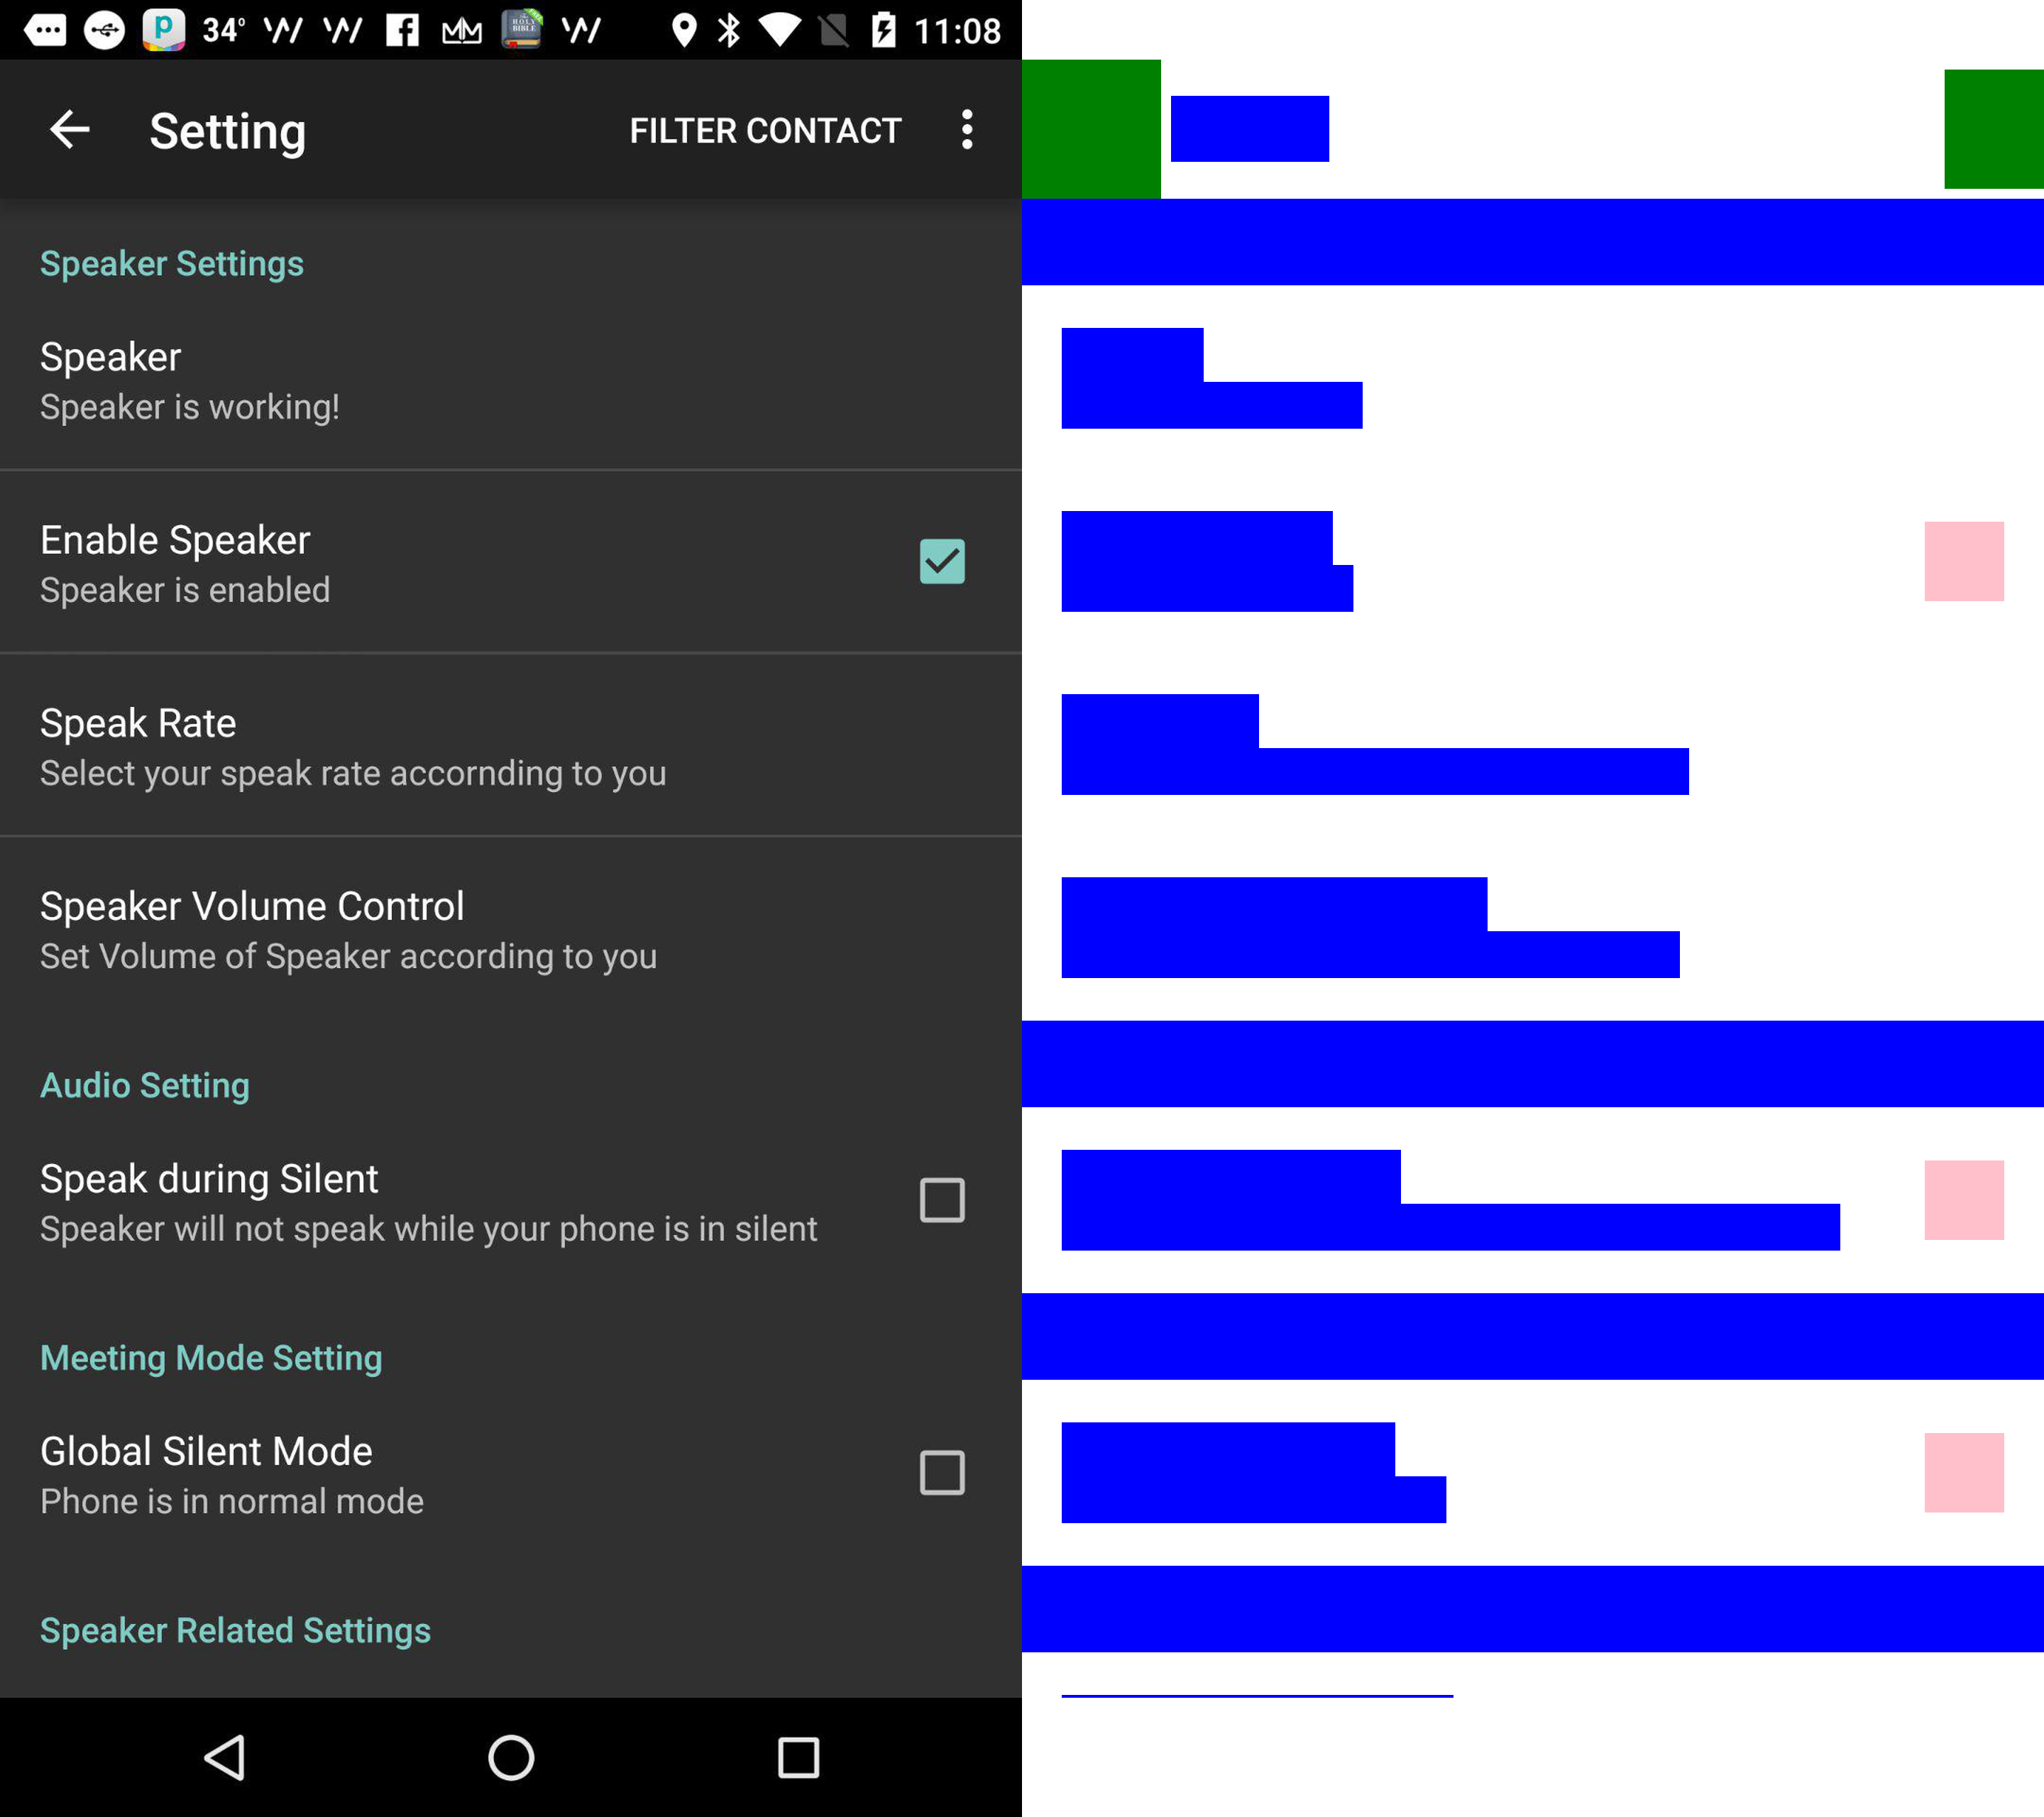 34° 11:08
Setting FILTER CONTACT
Speaker Settings
Speaker
Speaker is working!
Enable Speaker
Speaker is enabled
Speak Rate
Select your speak rate accornding to you
Speaker Volume Control
Set Volume of Speaker according to you
Audio Setting
Speak during Silent
Speaker will not speak while your phone is in silent
Meeting Mode Setting
Global Silent Mode
Phone is in normal mode
Speaker Related Settings